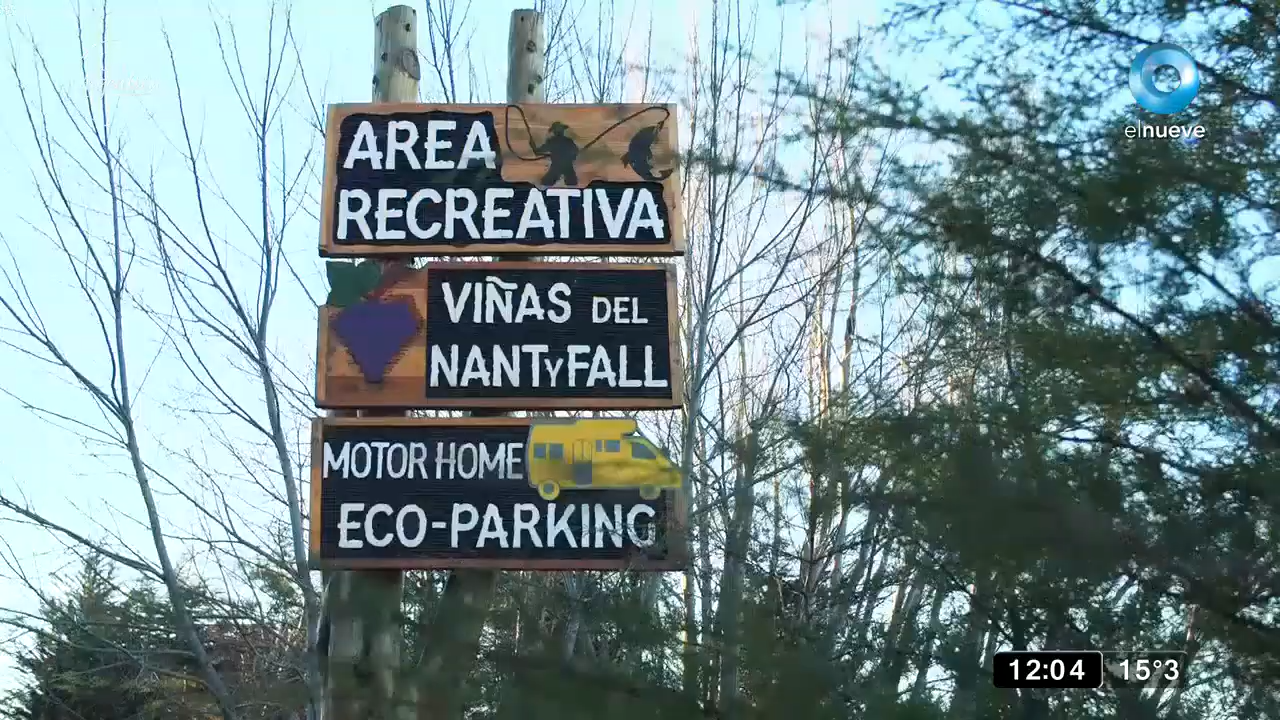 AREA
RECREATIVA
VIÑAS DEL
NANTyFALL
MOTOR HOME
ECO-PARKING
elnueve
12:04 15°3